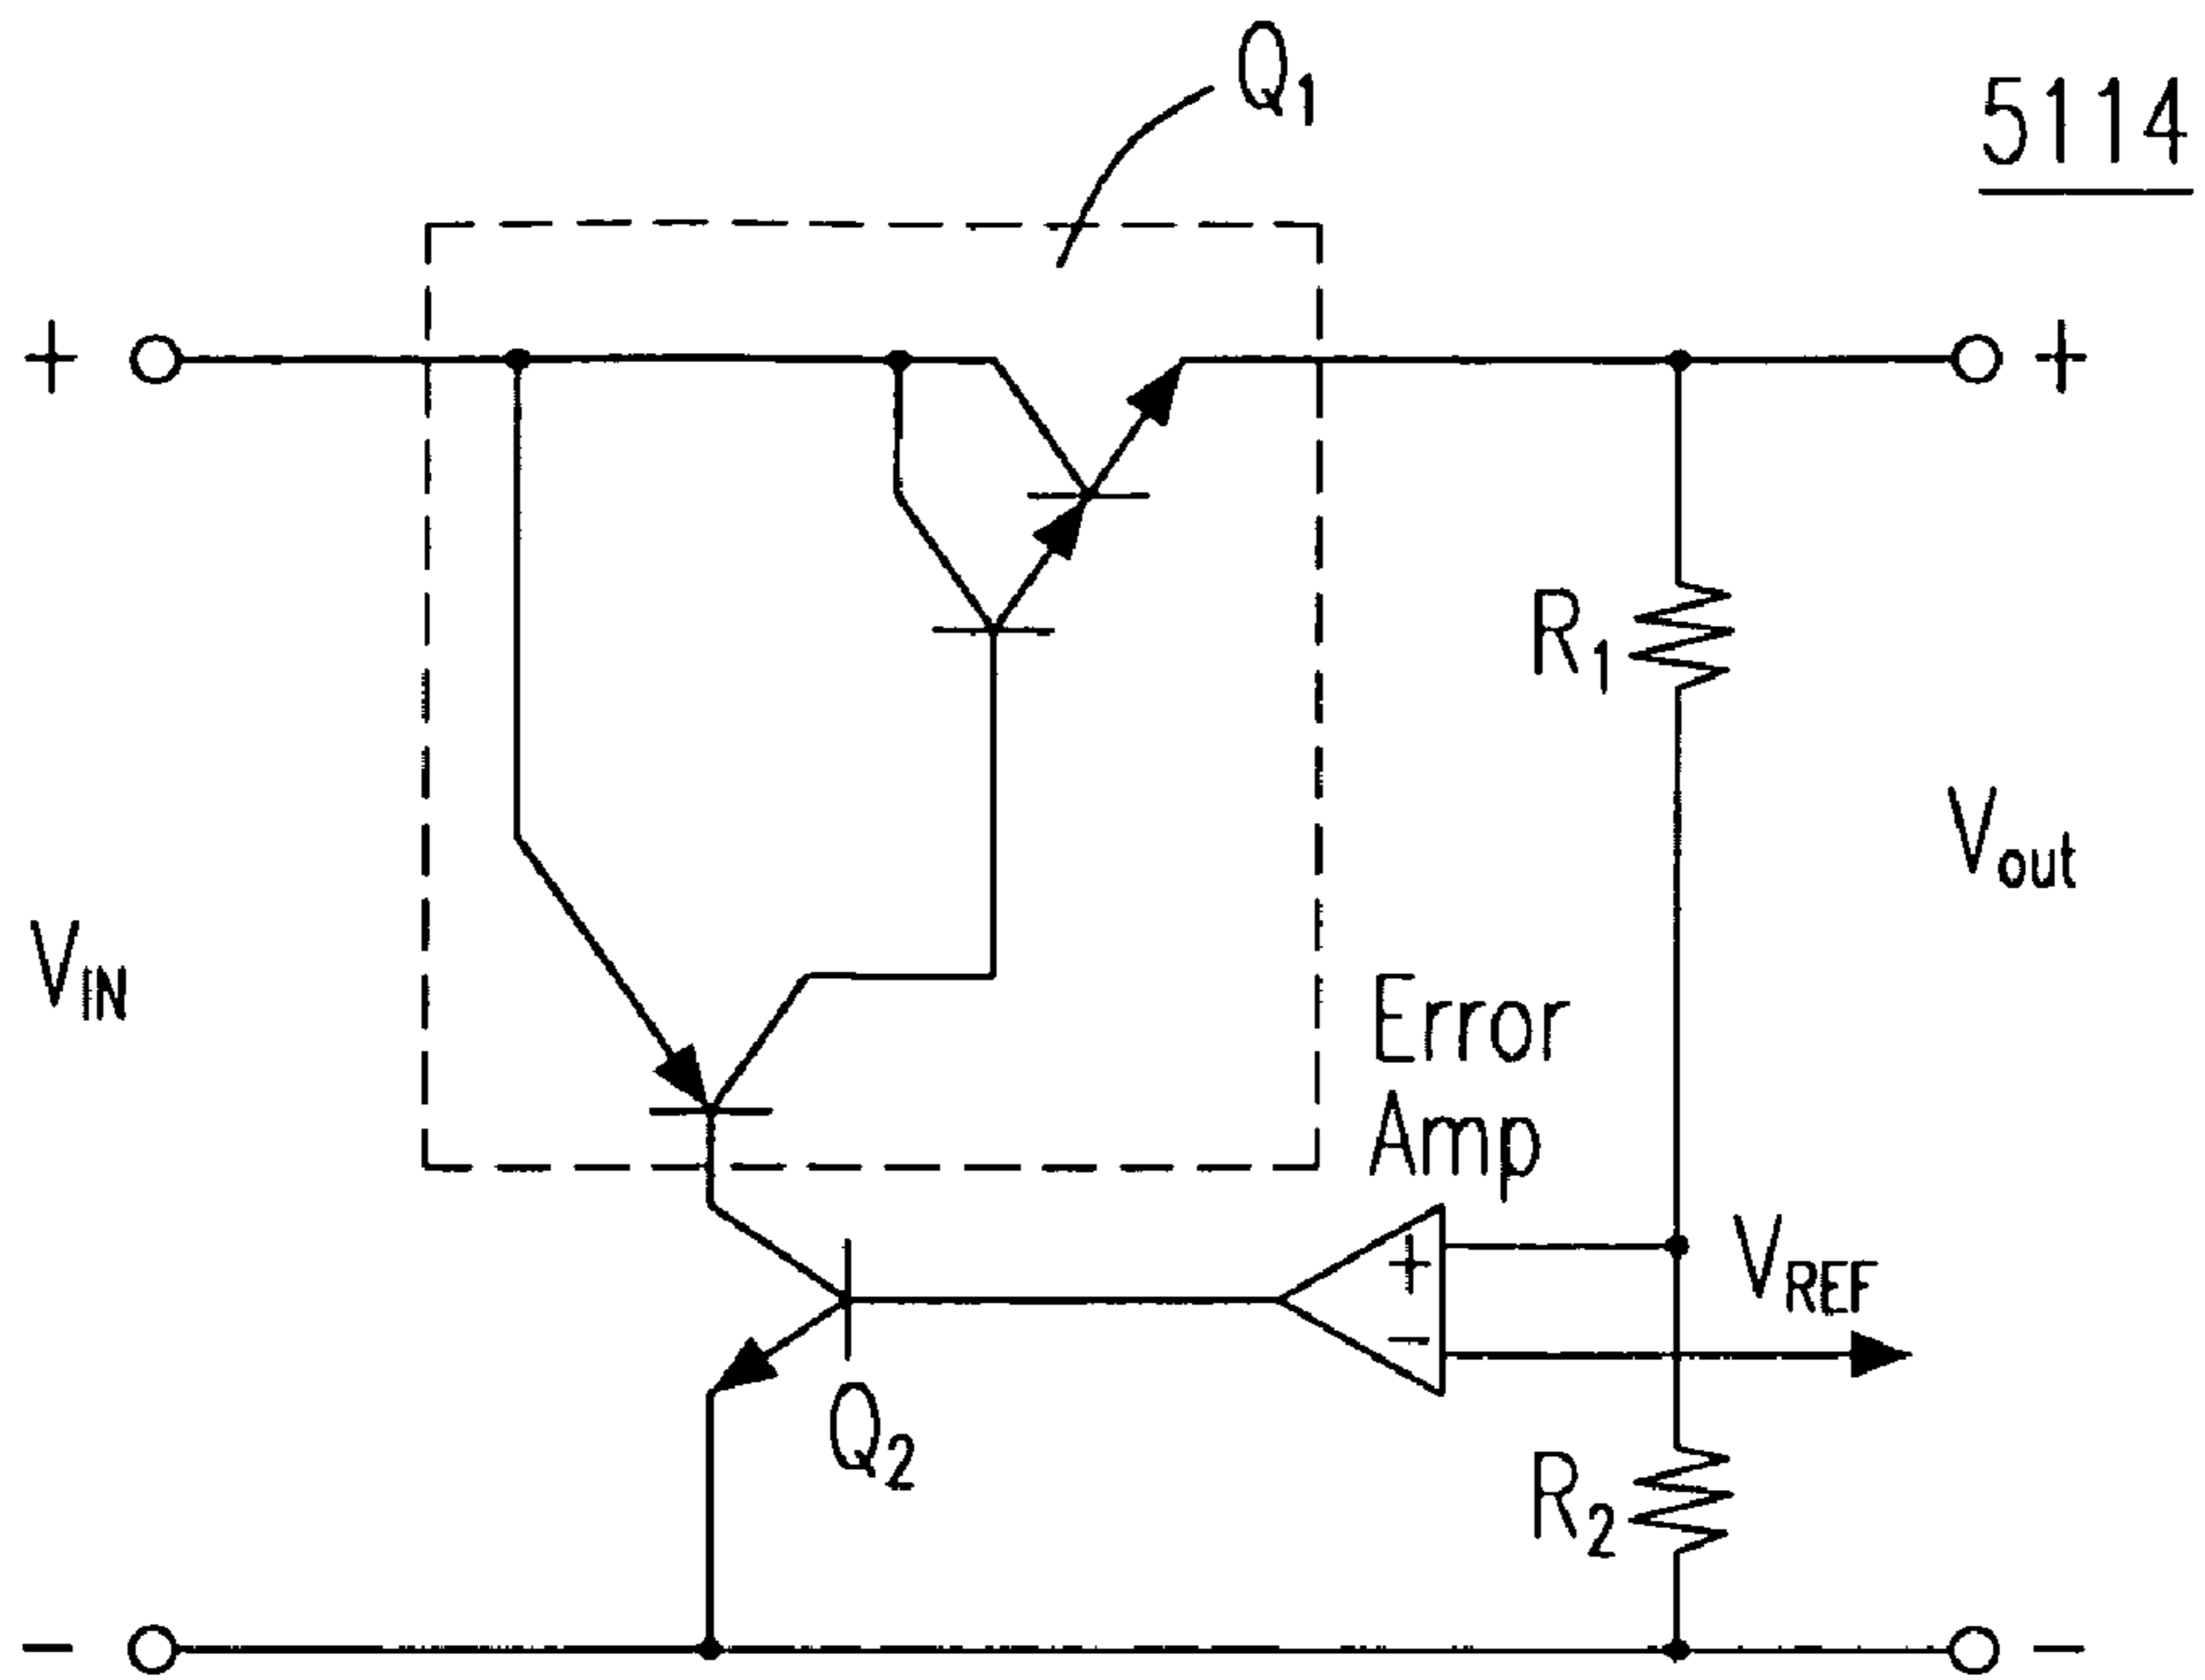 Q1
5114
+
+
R1
Vout
VIN
Error
Amp
+
VREF
-
Q2
R2
-
-